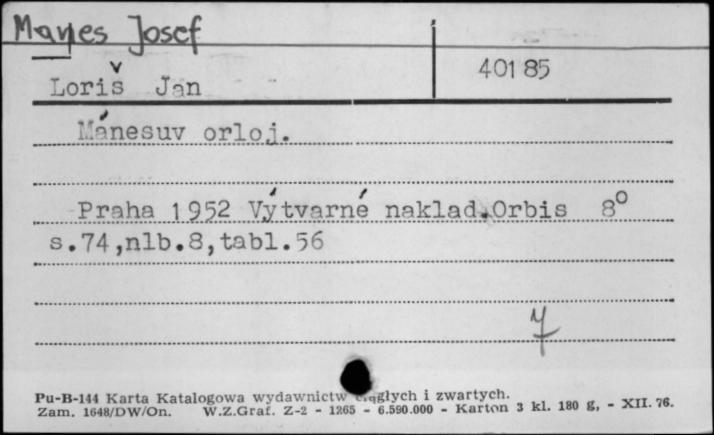 Manes Josef
40185
Loriš Jan
Mánesuv orloj.
Praha 1952 Výtvarné naklad.Orbis 8°
s.74,nlb.8,tabl.56
Pu-B-144 Karta Katalogowa wydawnictw ciągłych i zwartych.
Zam. 1648/DW/On. W.Z.Graf. Z-2 - 1265 - 6.590.000 - Karton 3 kl. 180 g, - XII. 76.